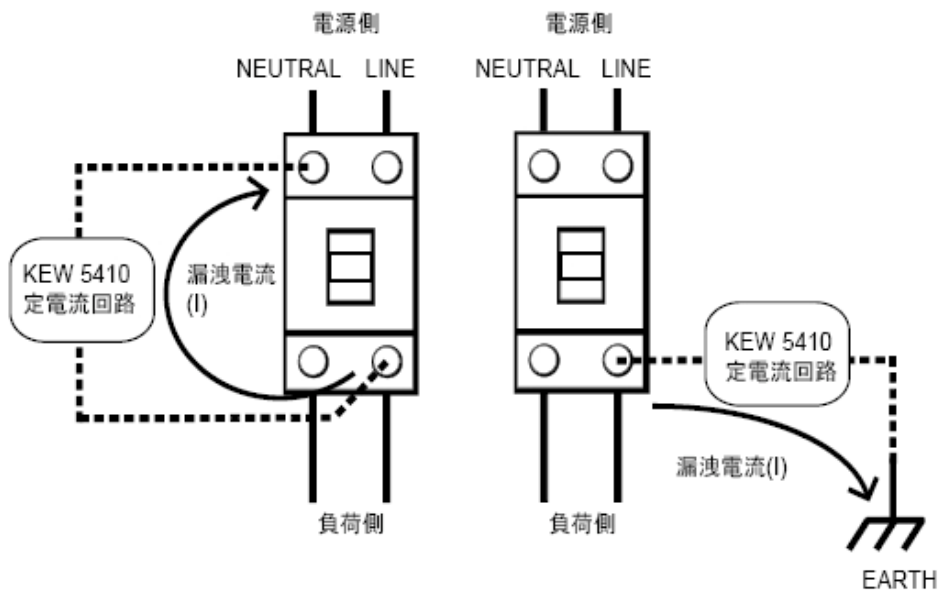 電源側
NEUTRAL LINE
KEW 5410
定電流回路
漏洩電流
(I)
負荷側
電源側
NEUTRAL LINE
KEW 5410
定電流回路
漏洩電流(I)
負荷側
EARTH